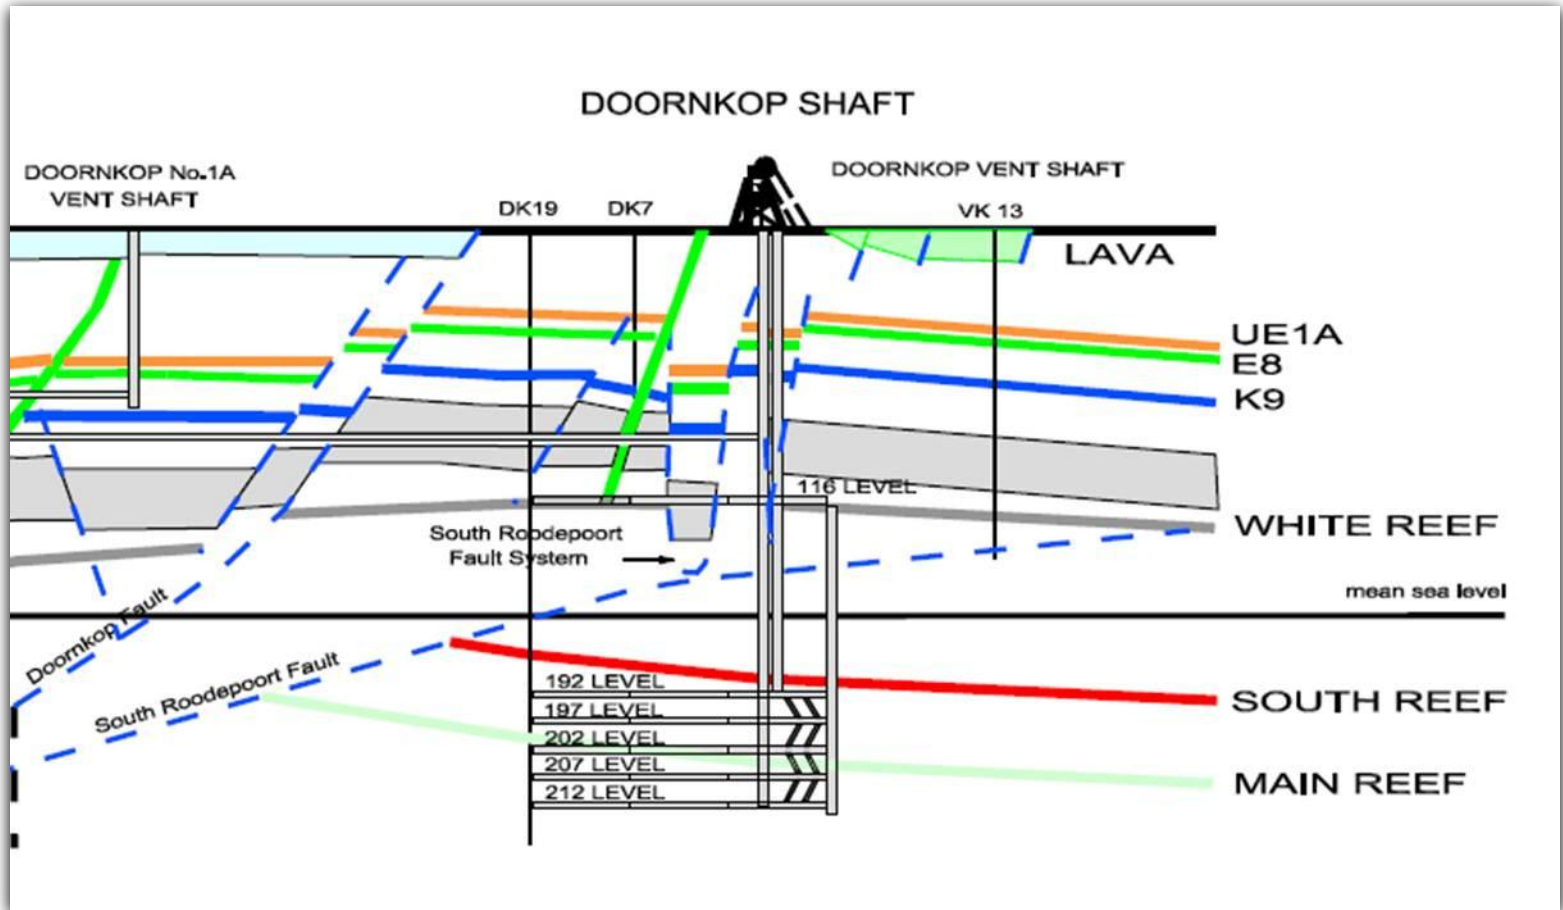 DOORNKOP SHAFT
DOORNKOP No.1A
VENT SHAFT
DOORNKOP VENT SHAFT
DK19
DK7
VK 13
LAVA
UE1A
E8
K9
116 LEVEL
WHITE REEF
South Roodepoort
Fault System
mean sea level
Doornkop Fault
South Roodepoort Fault
192 LEVEL
SOUTH REEF
197 LEVEL
202 LEVEL
207 LEVEL
MAIN REEF
212 LEVEL